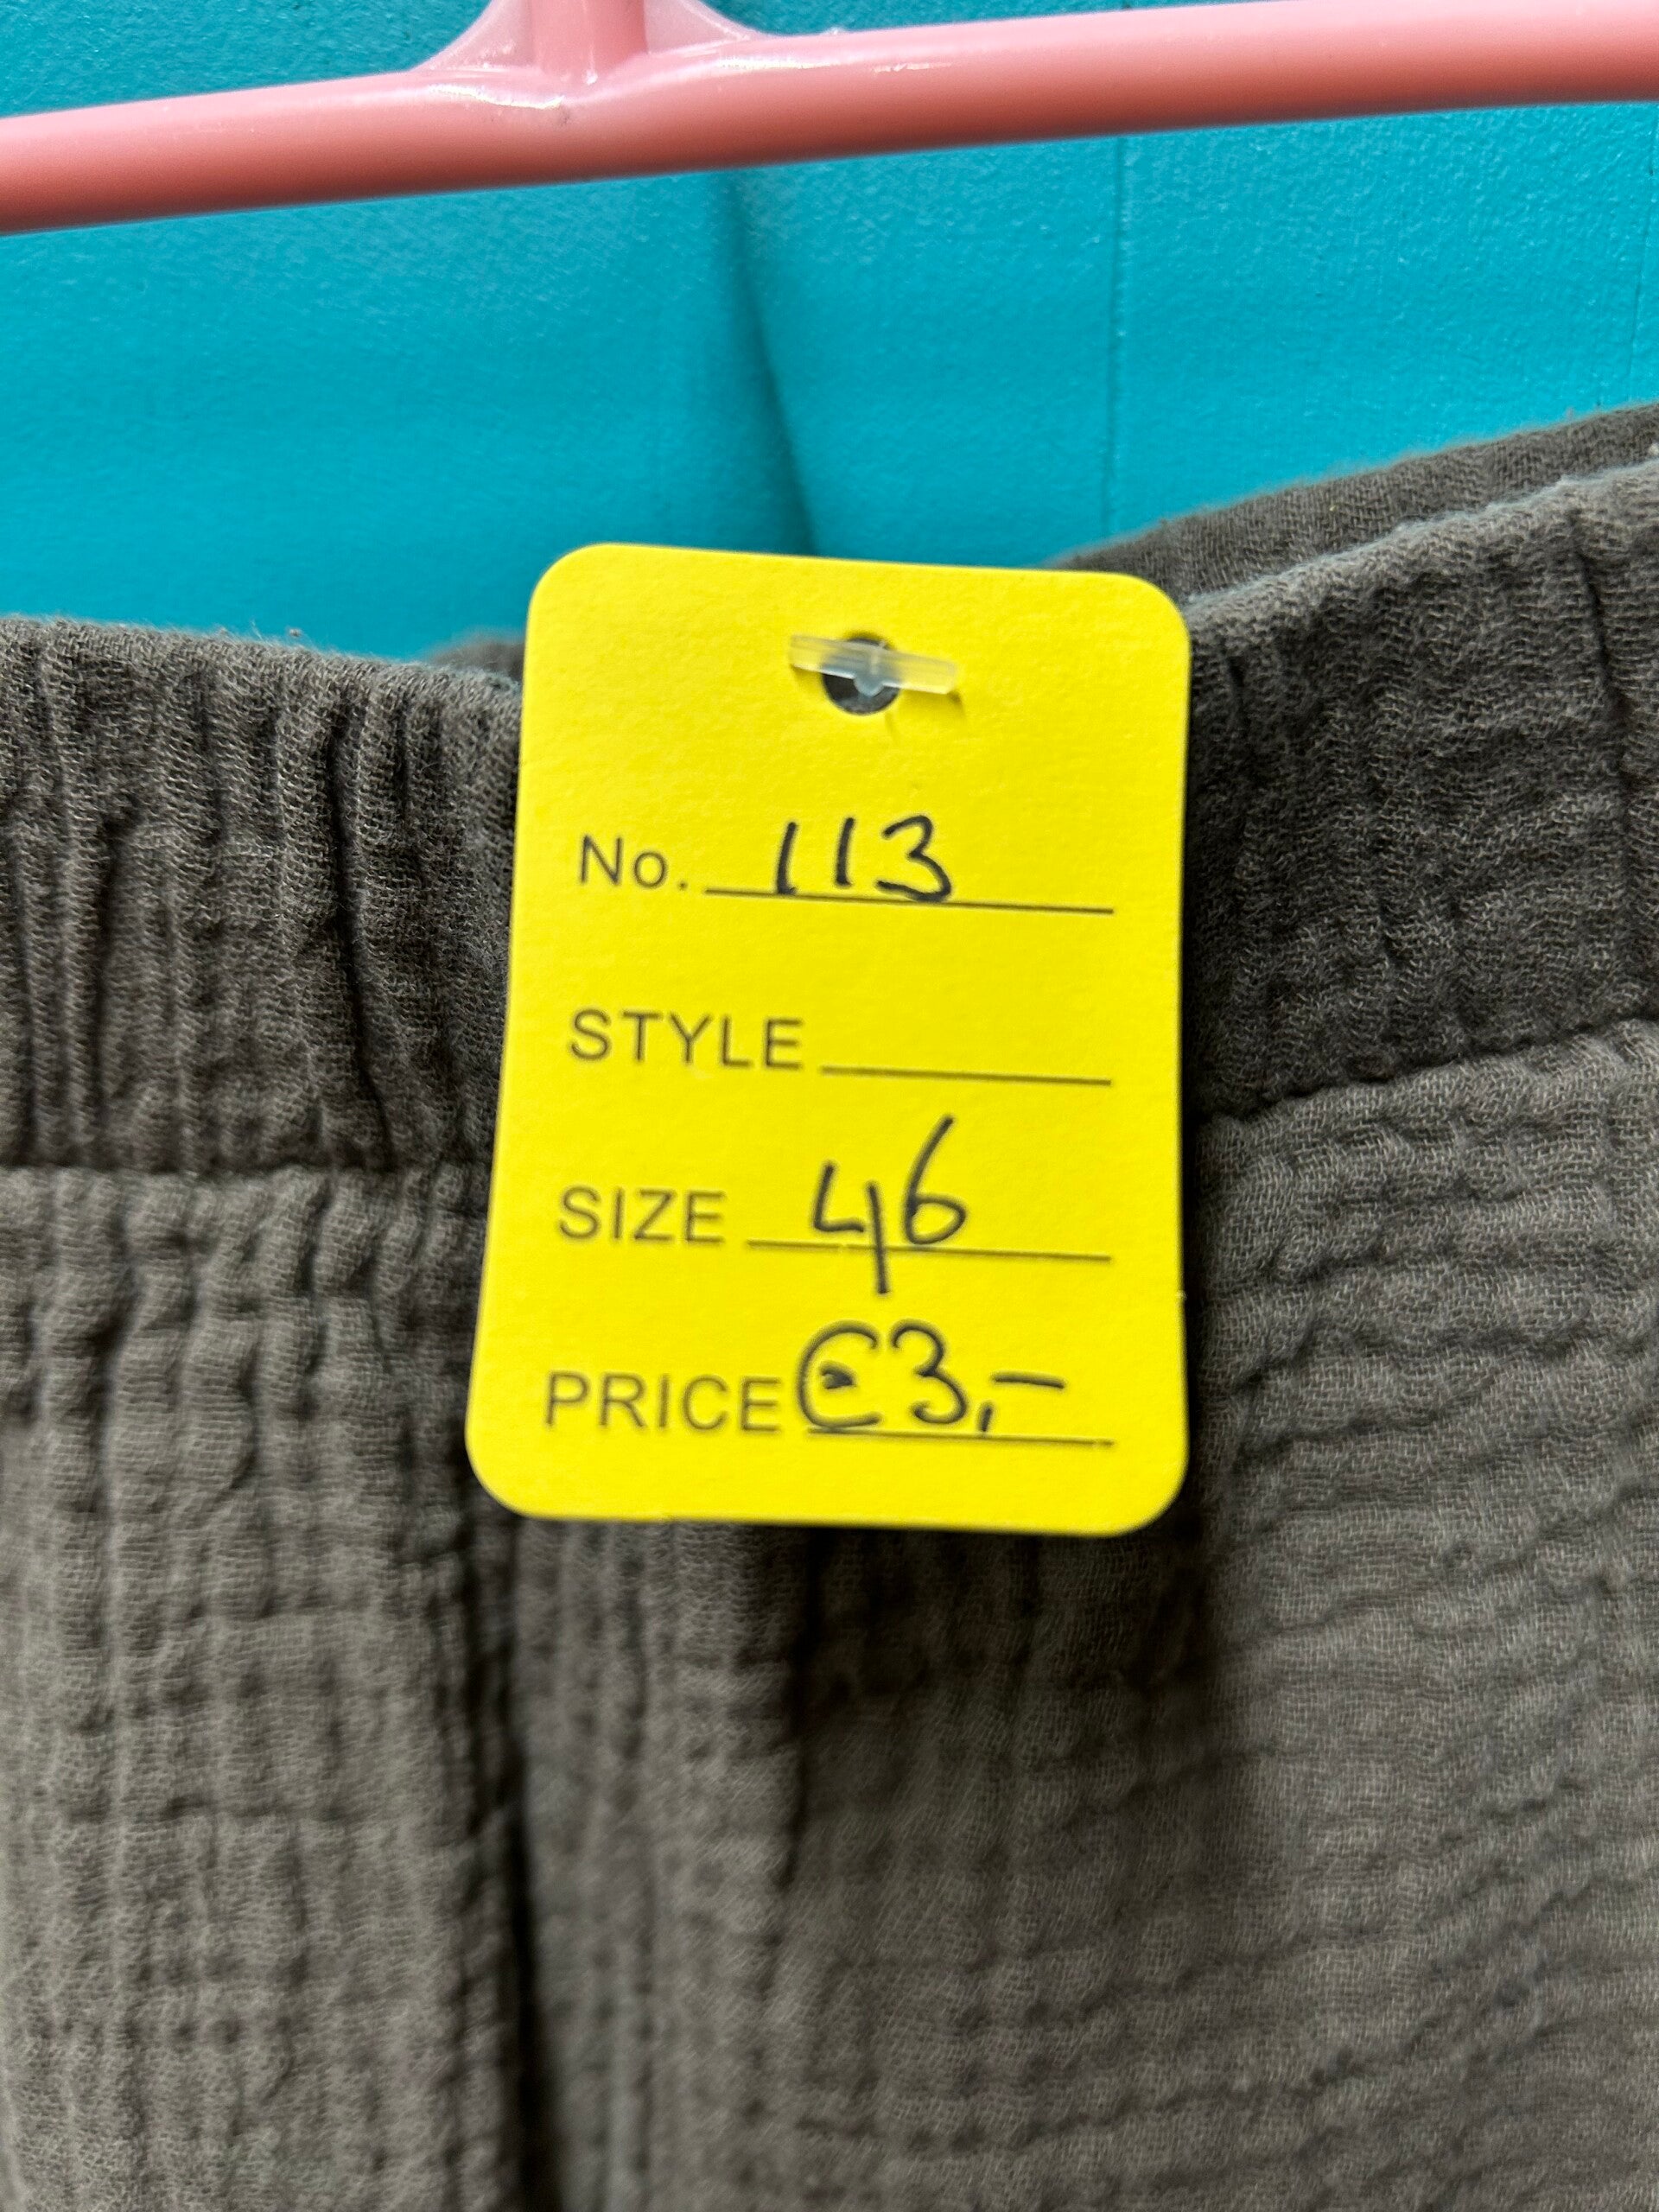 No. 113
STYLE
SIZE 46
PRICE €3,-